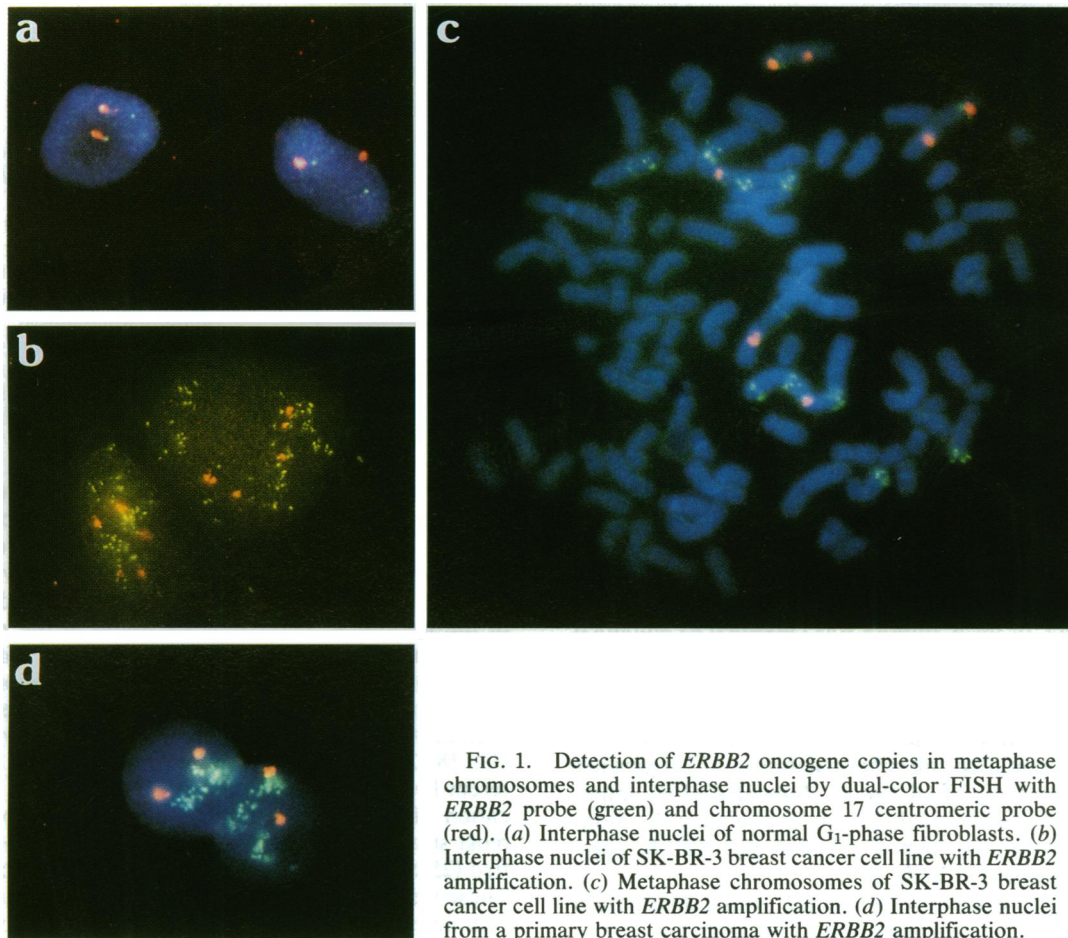 a
c
b
d
FIG. 1. Detection of ERBB2 oncogene copies in metaphase
chromosomes and interphase nuclei by dual-color FISH with
ERBB2 probe (green) and chromosome 17 centromeric probe
(red). (a) Interphase nuclei of normal G₁-phase fibroblasts. (b)
Interphase nuclei of SK-BR-3 breast cancer cell line with ERBB2
amplification. (c) Metaphase chromosomes of SK-BR-3 breast
cancer cell line with ERBB2 amplification. (d) Interphase nuclei
from a primary breast carcinoma with ERBB2 amplification.